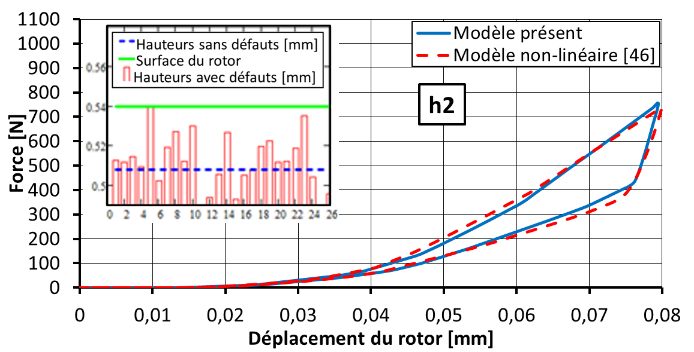 1100
1000
900
800
700
600
500
400
300
200
100
0
Force [N]
0
0,01
0,02
0,03
0,04
0,05
0,06
0,07
0,08
Déplacement du rotor [mm]
Modèle présent
Modèle non-linéaire [46]
h2
Hauteurs sans défauts [mm]
Surface du rotor
Hauteurs avec défauts [mm]
0.56
0.54
0.52
0.5
0 2 4 6 8 10 12 14 16 18 20 22 24 26